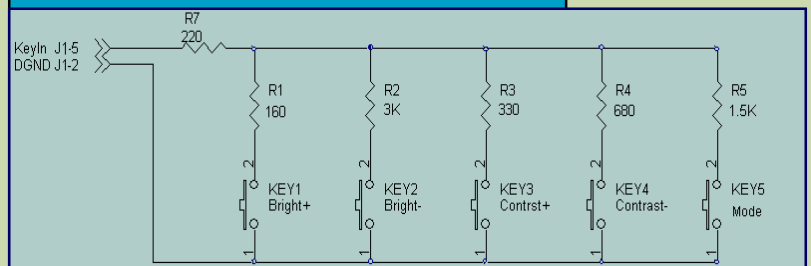 R7
220
KeyIn J1-5
DGND J1-2
R1
160
R2
3K
R3
330
R4
680
R5
1.5K
2
2
2
2
2
KEY1
Bright+
KEY2
Bright-
KEY3
Contrst+
KEY4
Contrast-
KEY5
Mode
1
1
1
1
1